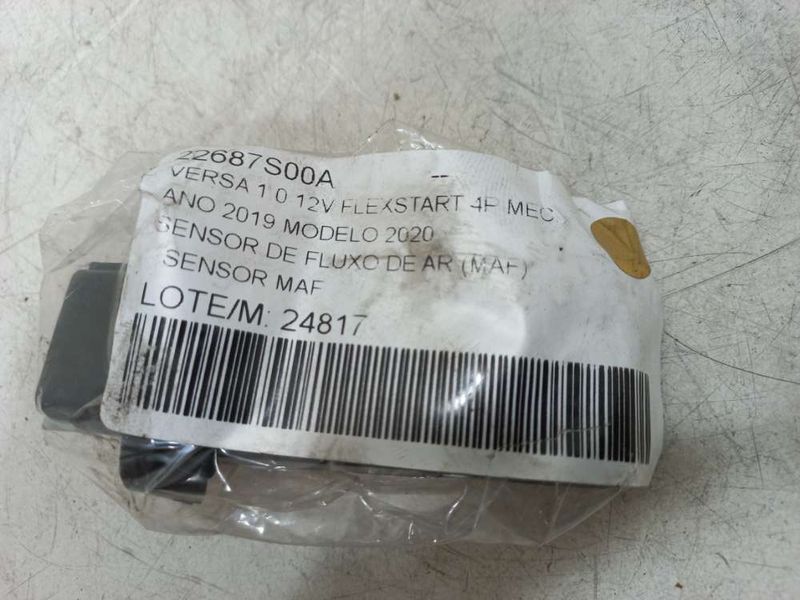 22687S00A --
VERSA 1.0 12V FLEXSTART 4P MEC
ANO 2019 MODELO 2020
SENSOR DE FLUXO DE AR (MAF)
SENSOR MAF
LOTE/M: 24817